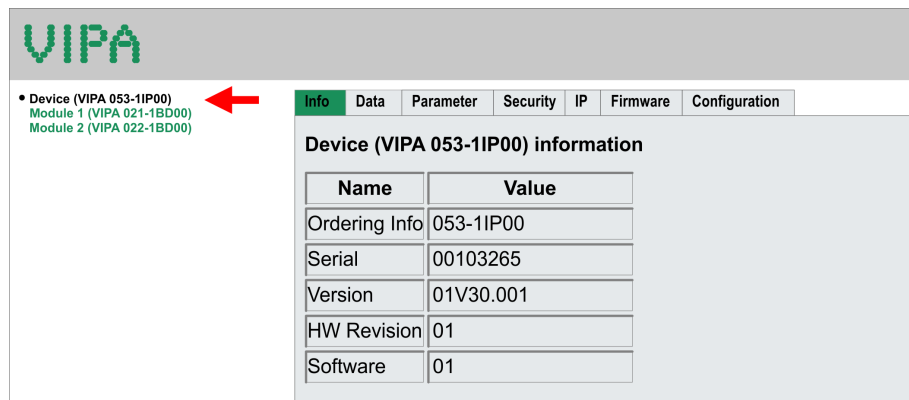 VIPA
Device (VIPA 053-1IP00)
Module 1 (VIPA 021-1BD00)
Module 2 (VIPA 022-1BD00)
Info Data Parameter Security IP Firmware Configuration
Device (VIPA 053-1IP00) information
Name Value
Ordering Info 053-1IP00
Serial 00103265
Version 01V30.001
HW Revision 01
Software 01